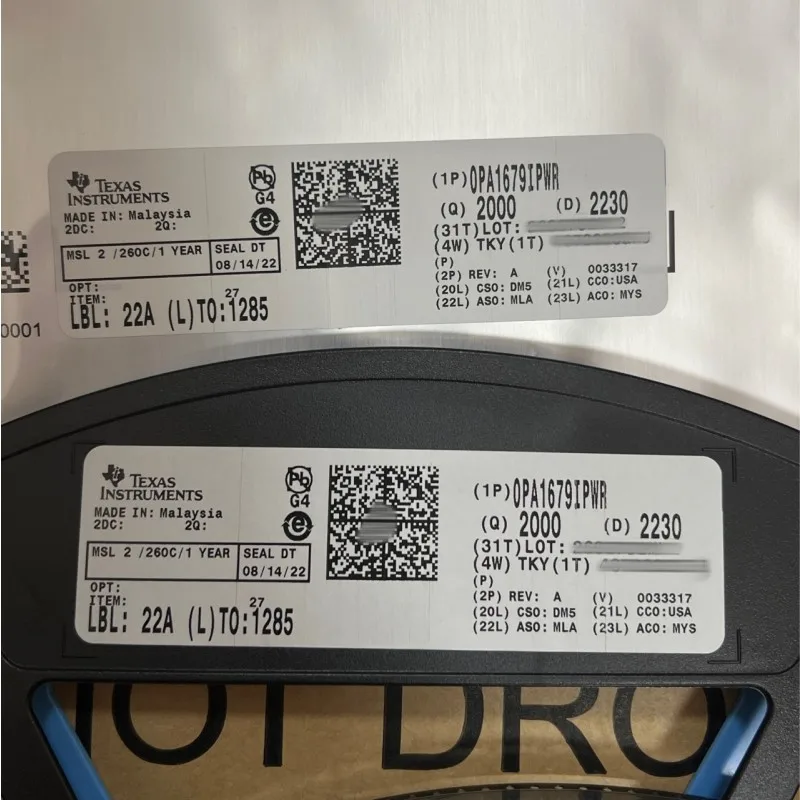 TEXAS
INSTRUMENTS
MADE IN: Malaysia
2DC: 2Q:
MSL 2 /260C/1 YEAR
SEAL DT
08/14/22
OPT:
ITEM:
27
LBL: 22A (L)TO:1285
Pb
G4
e
(1P)OPA1679IPWR
(Q) 2000 (D) 2230
(31T)LOT:
(4W) TKY(1T)
(P)
(2P) REV: A (V) 0033317
(20L) CSO: DM5 (21L) CCO:USA
(22L) ASO: MLA (23L) ACO: MYS
0001
TEXAS
INSTRUMENTS
MADE IN: Malaysia
2DC: 2Q:
MSL 2 /260C/1 YEAR
SEAL DT
08/14/22
OPT:
ITEM:
27
LBL: 22A (L)TO:1285
Pb
G4
e
(1P)OPA1679IPWR
(Q) 2000 (D) 2230
(31T)LOT:
(4W) TKY(1T)
(P)
(2P) REV: A (V) 0033317
(20L) CSO: DM5 (21L) CCO:USA
(22L) ASO: MLA (23L) ACO: MYS
DRO